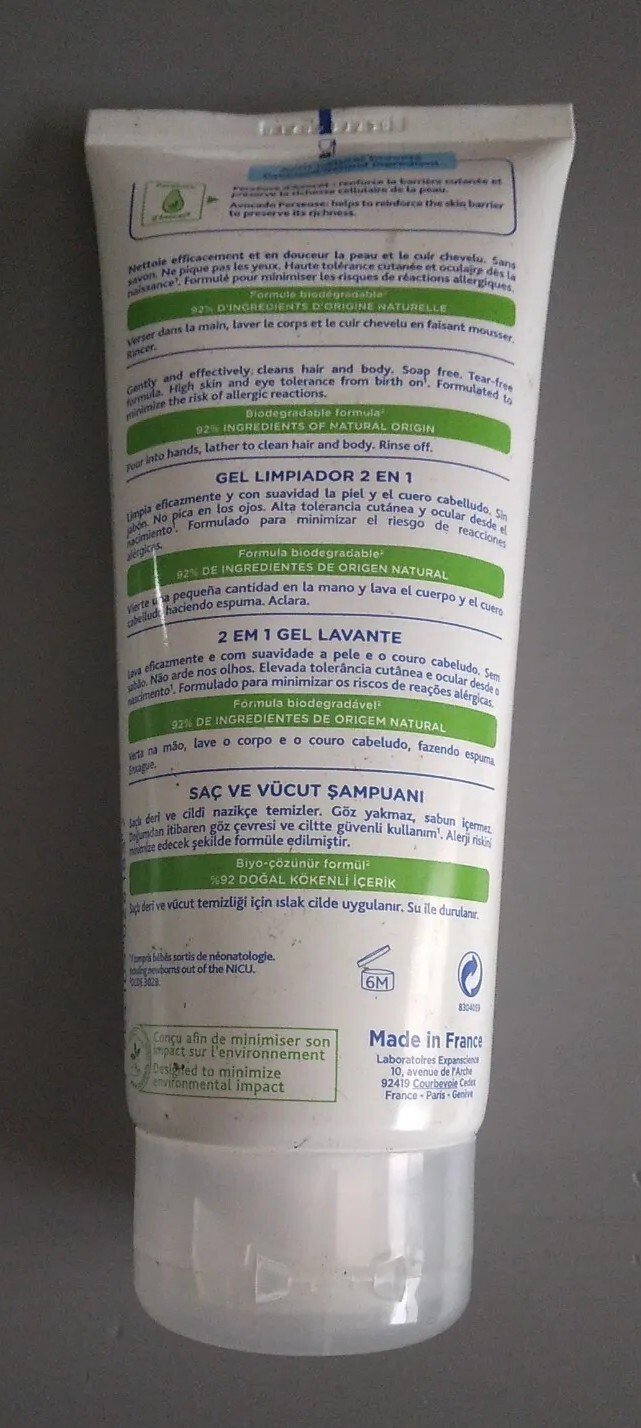 natural ingredient
Perséose d'Avocat : renforce la barrière cutanée et
préserve la richesse cellulaire de la peau.
Avocado Perseose: helps to reinforce the skin barrier
to preserve its richness.
Nettoie efficacement et en douceur la peau et le cuir chevelu. Sans
savon. Ne pique pas les yeux. Haute tolérance cutanée et oculaire dès la
naissance¹. Formulé pour minimiser les risques de réactions allergiques.
Formule biodégradable²
92% D'INGRÉDIENTS D'ORIGINE NATURELLE
Verser dans la main, laver le corps et le cuir chevelu en faisant mousser.
Rincer.
Gently and effectively cleans hair and body. Soap free. Tear-free
formula. High skin and eye tolerance from birth on¹. Formulated to
minimize the risk of allergic reactions.
Biodegradable formula²
92% INGREDIENTS OF NATURAL ORIGIN
Pour into hands, lather to clean hair and body. Rinse off.
GEL LIMPIADOR 2 EN 1
Limpia eficazmente y con suavidad la piel y el cuero cabelludo. Sin
jabón. No pica en los ojos. Alta tolerancia cutánea y ocular desde el
nacimiento¹. Formulado para minimizar el riesgo de reacciones
alérgicas.
Fórmula biodegradable²
92% DE INGREDIENTES DE ORIGEN NATURAL
Vierte una pequeña cantidad en la mano y lava el cuerpo y el cuero
cabelludo haciendo espuma. Aclara.
2 EM 1 GEL LAVANTE
Lava eficazmente e com suavidade a pele e o couro cabeludo. Sem
sabão. Não arde nos olhos. Elevada tolerância cutânea e ocular desde o
nascimento¹. Formulado para minimizar os riscos de reações alérgicas.
Fórmula biodegradável²
92% DE INGREDIENTES DE ORIGEM NATURAL
Verta na mão, lave o corpo e o couro cabeludo, fazendo espuma.
Enxague.
SAÇ VE VÜCUT ŞAMPUANI
Saçlı deri ve cildi nazikçe temizler. Göz yakmaz, sabun içermez.
Doğumdan itibaren göz çevresi ve ciltte güvenli kullanım¹. Alerji riskini
minimize edecek şekilde formüle edilmiştir.
Biyo-çözünür formül²
%92 DOĞAL KÖKENLİ İÇERİK
Saçlı deri ve vücut temizliği için ıslak cilde uygulanır. Su ile durulanır.
¹Y compris bébés sortis de néonatologie.
Including newborns out of the NICU.
²OCDE 302B.
6M
8304039
Conçu afin de minimiser son
impact sur l'environnement
Designed to minimize
environmental impact
Made in France
Laboratoires Expanscience
10, avenue de l'Arche
92419 Courbevoie Cedex
France - Paris - Genève